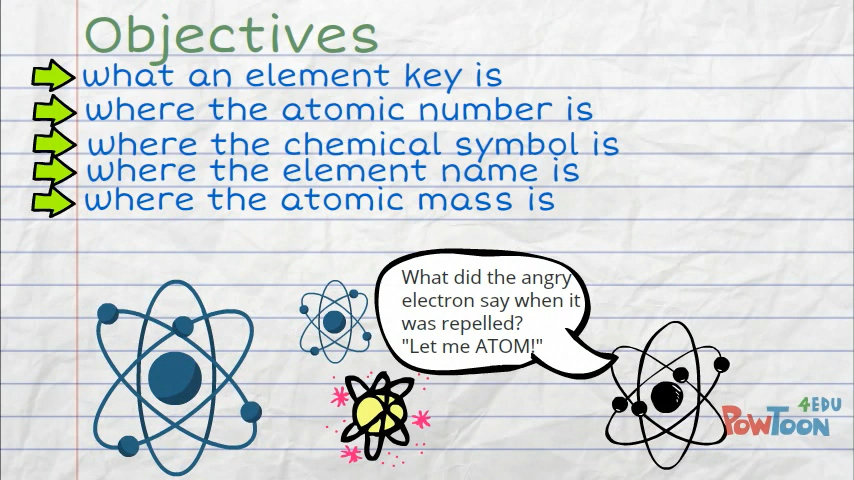 Objectives
what an element key is
where the atomic number is
where the chemical symbol is
where the element name is
where the atomic mass is
What did the angry
electron say when it
was repelled?
"Let me ATOM!"
4EDU
POWTOON